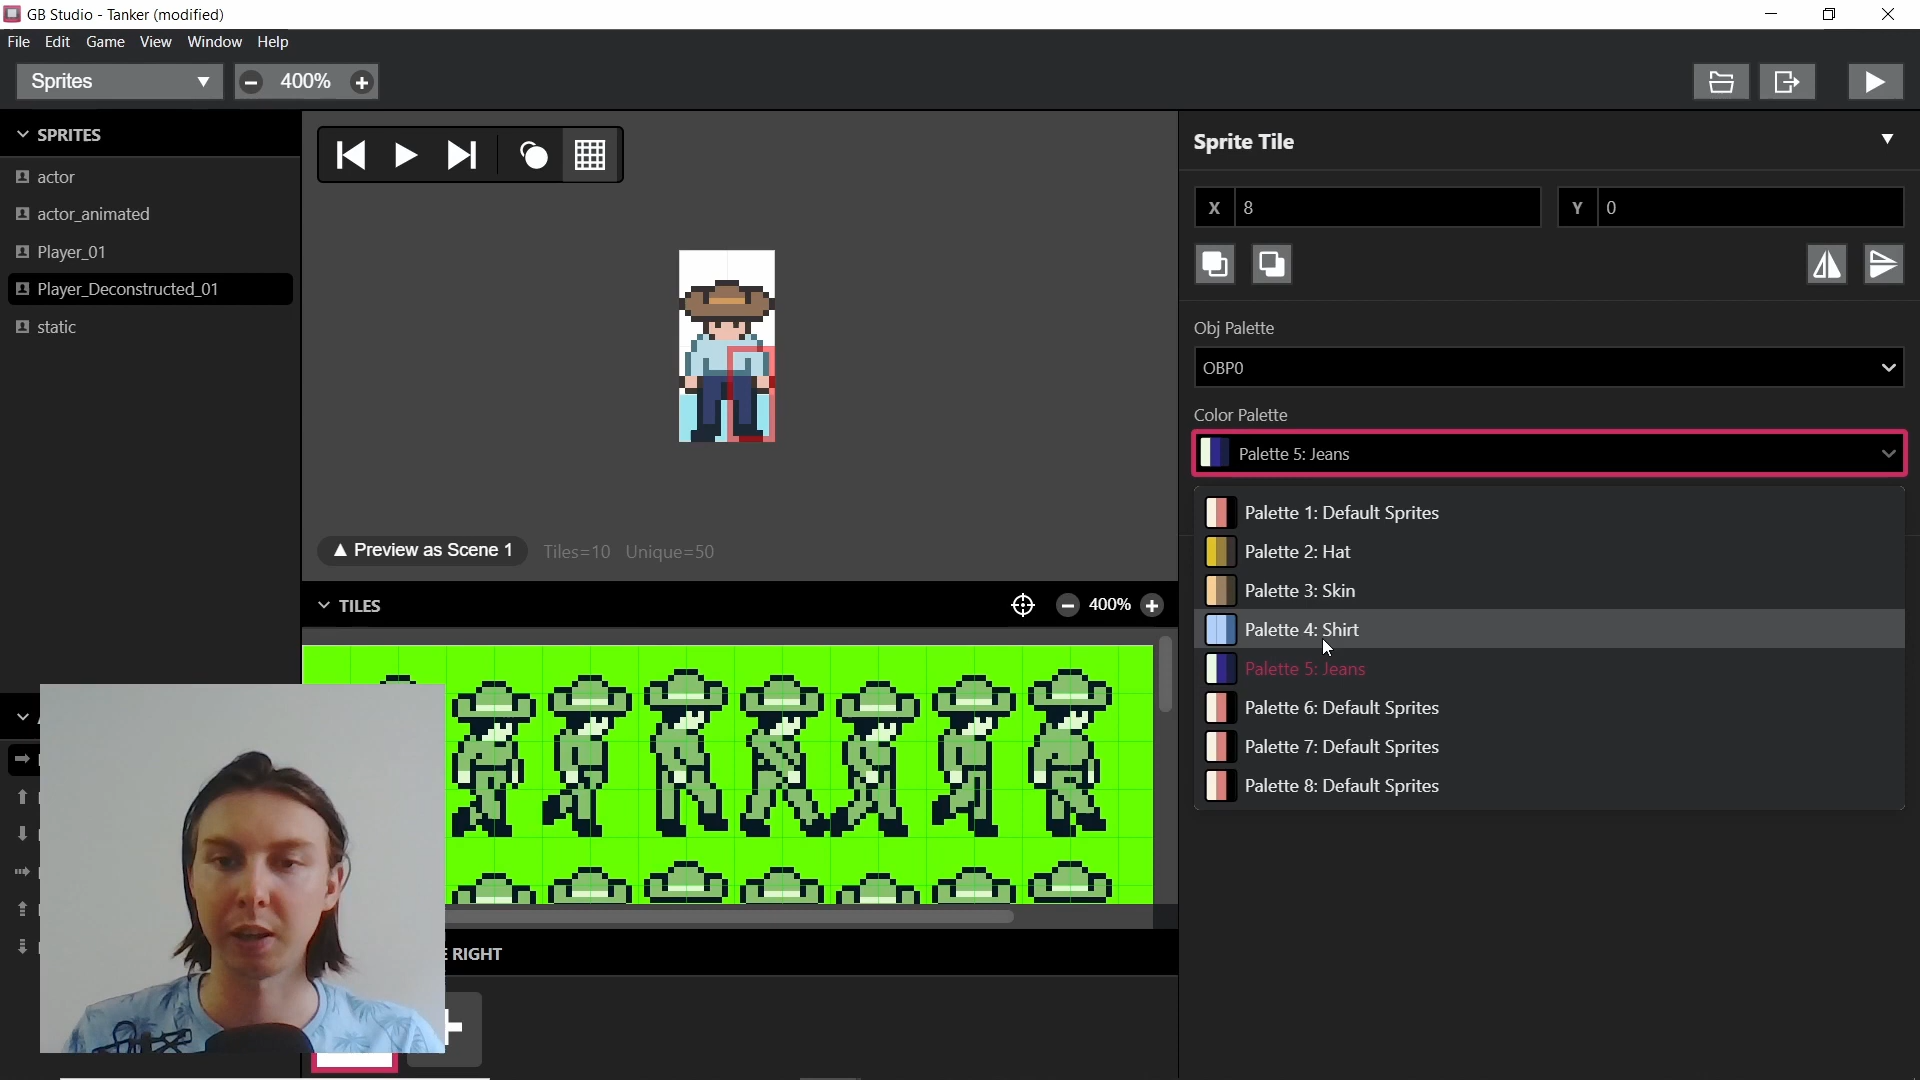 GB Studio - Tanker (modified)
File Edit Game View Window Help
Sprites 400%
SPRITES
actor
actor_animated
Player_01
Player_Deconstructed_01
static
Preview as Scene 1 Tiles=10 Unique=50
TILES 400%
RIGHT
Sprite Tile
X 8 Y 0
Obj Palette
OBP0
Color Palette
Palette 5: Jeans
Palette 1: Default Sprites
Palette 2: Hat
Palette 3: Skin
Palette 4: Shirt
Palette 5: Jeans
Palette 6: Default Sprites
Palette 7: Default Sprites
Palette 8: Default Sprites